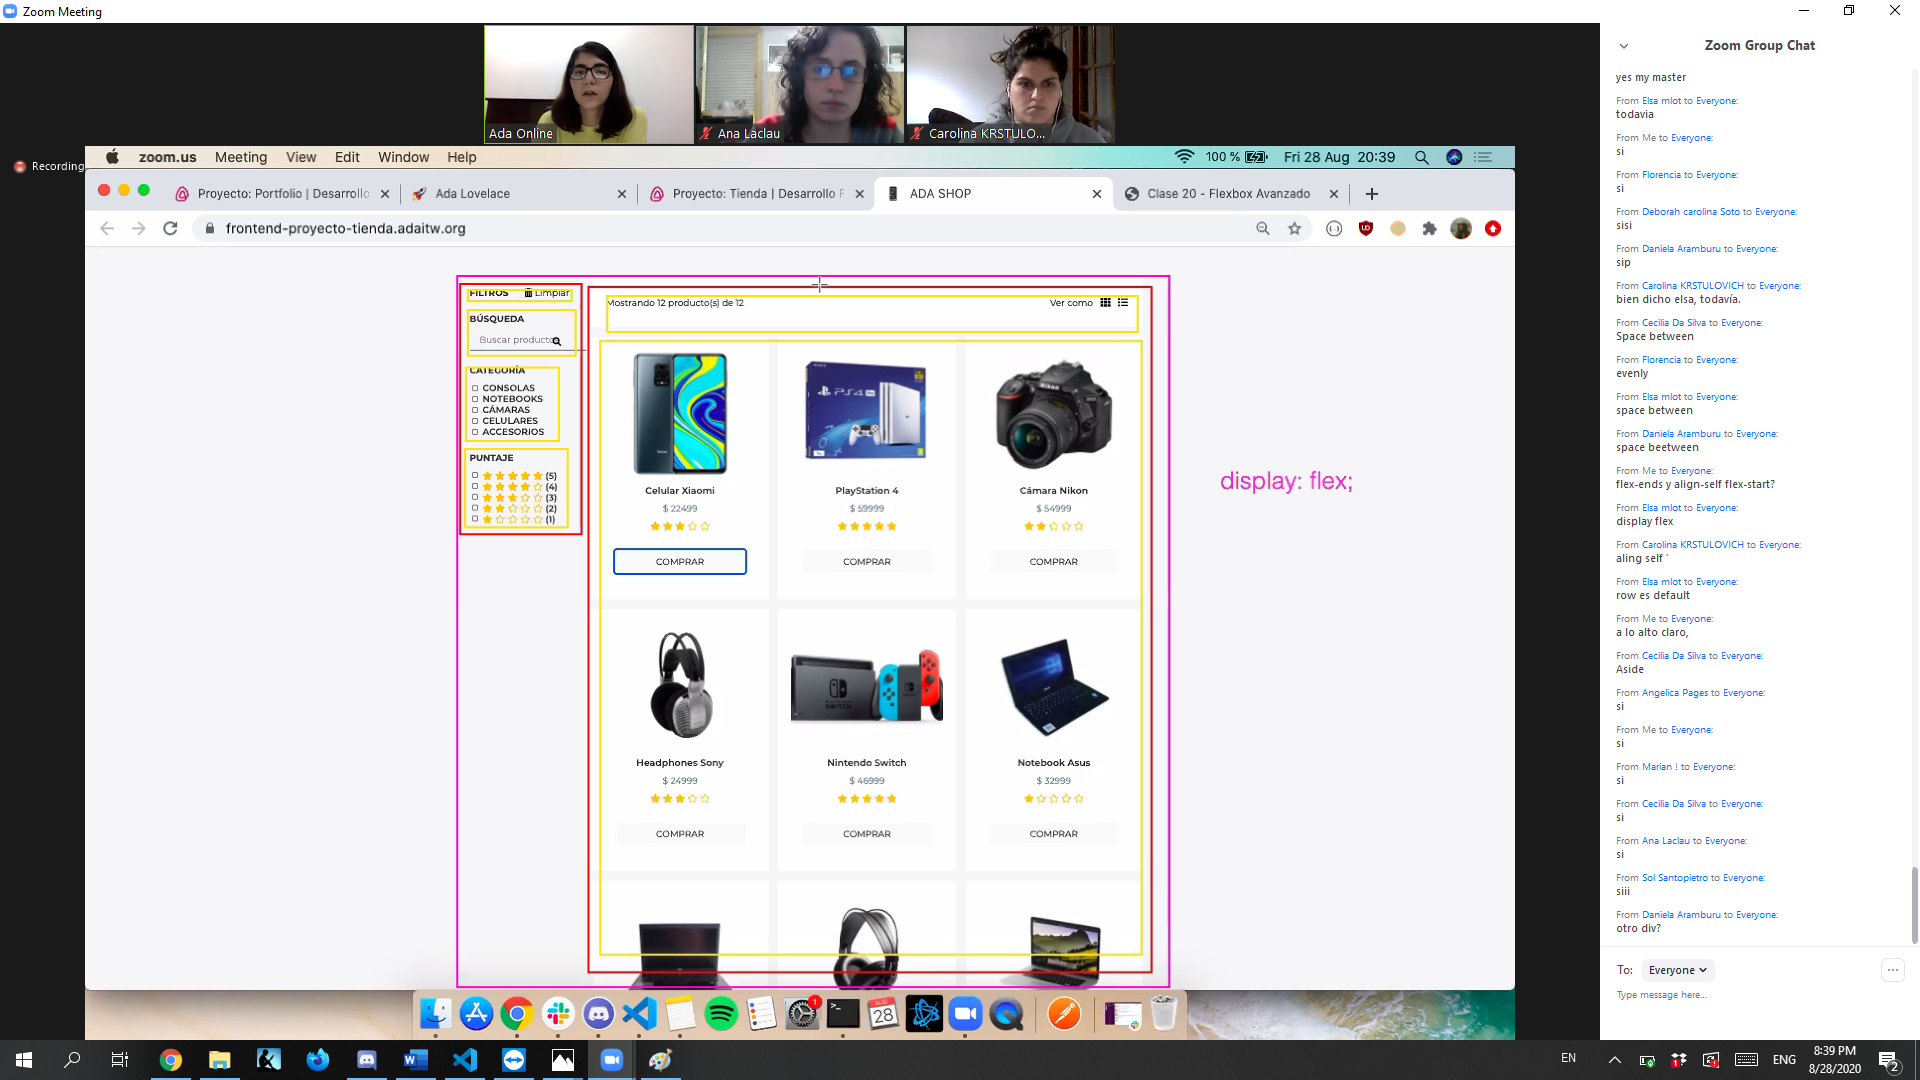 Zoom Meeting
Ada Online
Ana Laclau
Carolina KRSTULO...
Recording
zoom.us Meeting View Edit Window Help
100 % Fri 28 Aug 20:39
Proyecto: Portfolio | Desarrollo
Ada Lovelace
Proyecto: Tienda | Desarrollo F
ADA SHOP
Clase 20 - Flexbox Avanzado
frontend-proyecto-tienda.adaitw.org
FILTROS Limpiar
BÚSQUEDA
Buscar producto
CATEGORÍA
CONSOLAS
NOTEBOOKS
CÁMARAS
CELULARES
ACCESORIOS
PUNTAJE
(5)
(4)
(3)
(2)
(1)
Mostrando 12 producto(s) de 12
Ver como
Celular Xiaomi
$ 22499
COMPRAR
PS4 Pro
PlayStation 4
$ 59999
COMPRAR
Nikon
Cámara Nikon
$ 54999
COMPRAR
Headphones Sony
$ 24999
COMPRAR
NINTENDO
SWITCH
Nintendo Switch
$ 46999
COMPRAR
Notebook Asus
$ 32999
COMPRAR
display: flex;
1
AUG
28
Zoom Group Chat
yes my master
From Elsa mlot to Everyone:
todavia
From Me to Everyone:
si
From Florencia to Everyone:
si
From Deborah carolina Soto to Everyone:
sisi
From Daniela Aramburu to Everyone:
sip
From Carolina KRSTULOVICH to Everyone:
bien dicho elsa, todavía.
From Cecilia Da Silva to Everyone:
Space between
From Florencia to Everyone:
evenly
From Elsa mlot to Everyone:
space between
From Daniela Aramburu to Everyone:
space beetween
From Me to Everyone:
flex-ends y align-self flex-start?
From Elsa mlot to Everyone:
display flex
From Carolina KRSTULOVICH to Everyone:
aling self `
From Elsa mlot to Everyone:
row es default
From Me to Everyone:
a lo alto claro,
From Cecilia Da Silva to Everyone:
Aside
From Angelica Pages to Everyone:
si
From Me to Everyone:
si
From Marian ! to Everyone:
si
From Cecilia Da Silva to Everyone:
si
From Ana Laclau to Everyone:
si
From Sol Santopietro to Everyone:
siii
From Daniela Aramburu to Everyone:
otro div?
To: Everyone
Type message here...
EN
ENG
8:39 PM
8/28/2020
2